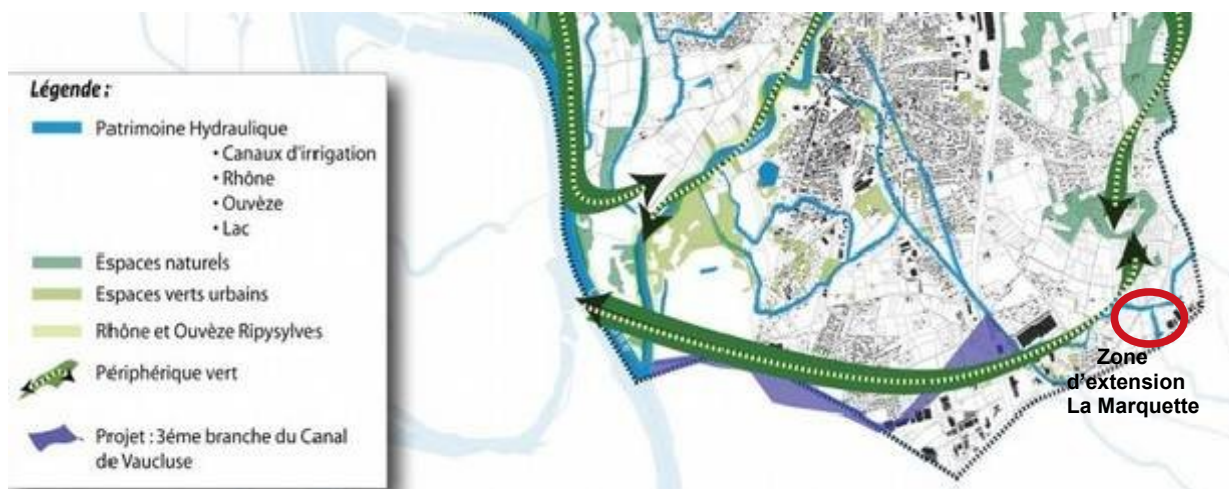 Légende :
Patrimoine Hydraulique
• Canaux d'irrigation
• Rhône
• Ouvèze
• Lac
Espaces naturels
Espaces verts urbains
Rhône et Ouvèze Ripysylves
Périphérique vert
Projet : 3éme branche du Canal
de Vaucluse
Zone
d'extension
La Marquette